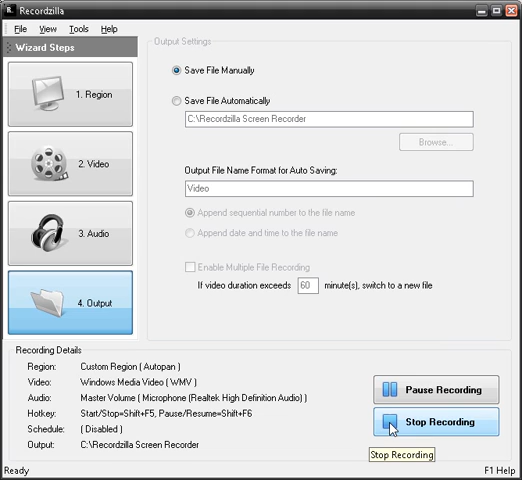 R. Recordzilla
File View Tools Help
Wizard Steps
1. Region
2. Video
3. Audio
4. Output
Output Settings
Save File Manually
Save File Automatically
C:\Recordzilla Screen Recorder
Browse...
Output File Name Format for Auto Saving:
Video
Append sequential number to the file name
Append date and time to the file name
Enable Multiple File Recording
If video duration exceeds 60 minute(s), switch to a new file
Recording Details
Region: Custom Region ( Autopan )
Video: Windows Media Video ( WMV )
Audio: Master Volume ( Microphone (Realtek High Definition Audio) )
Hotkey: Start/Stop=Shift+F5, Pause/Resume=Shift+F6
Schedule: ( Disabled )
Output: C:\Recordzilla Screen Recorder
Pause Recording
Stop Recording
Stop Recording
Ready F1 Help